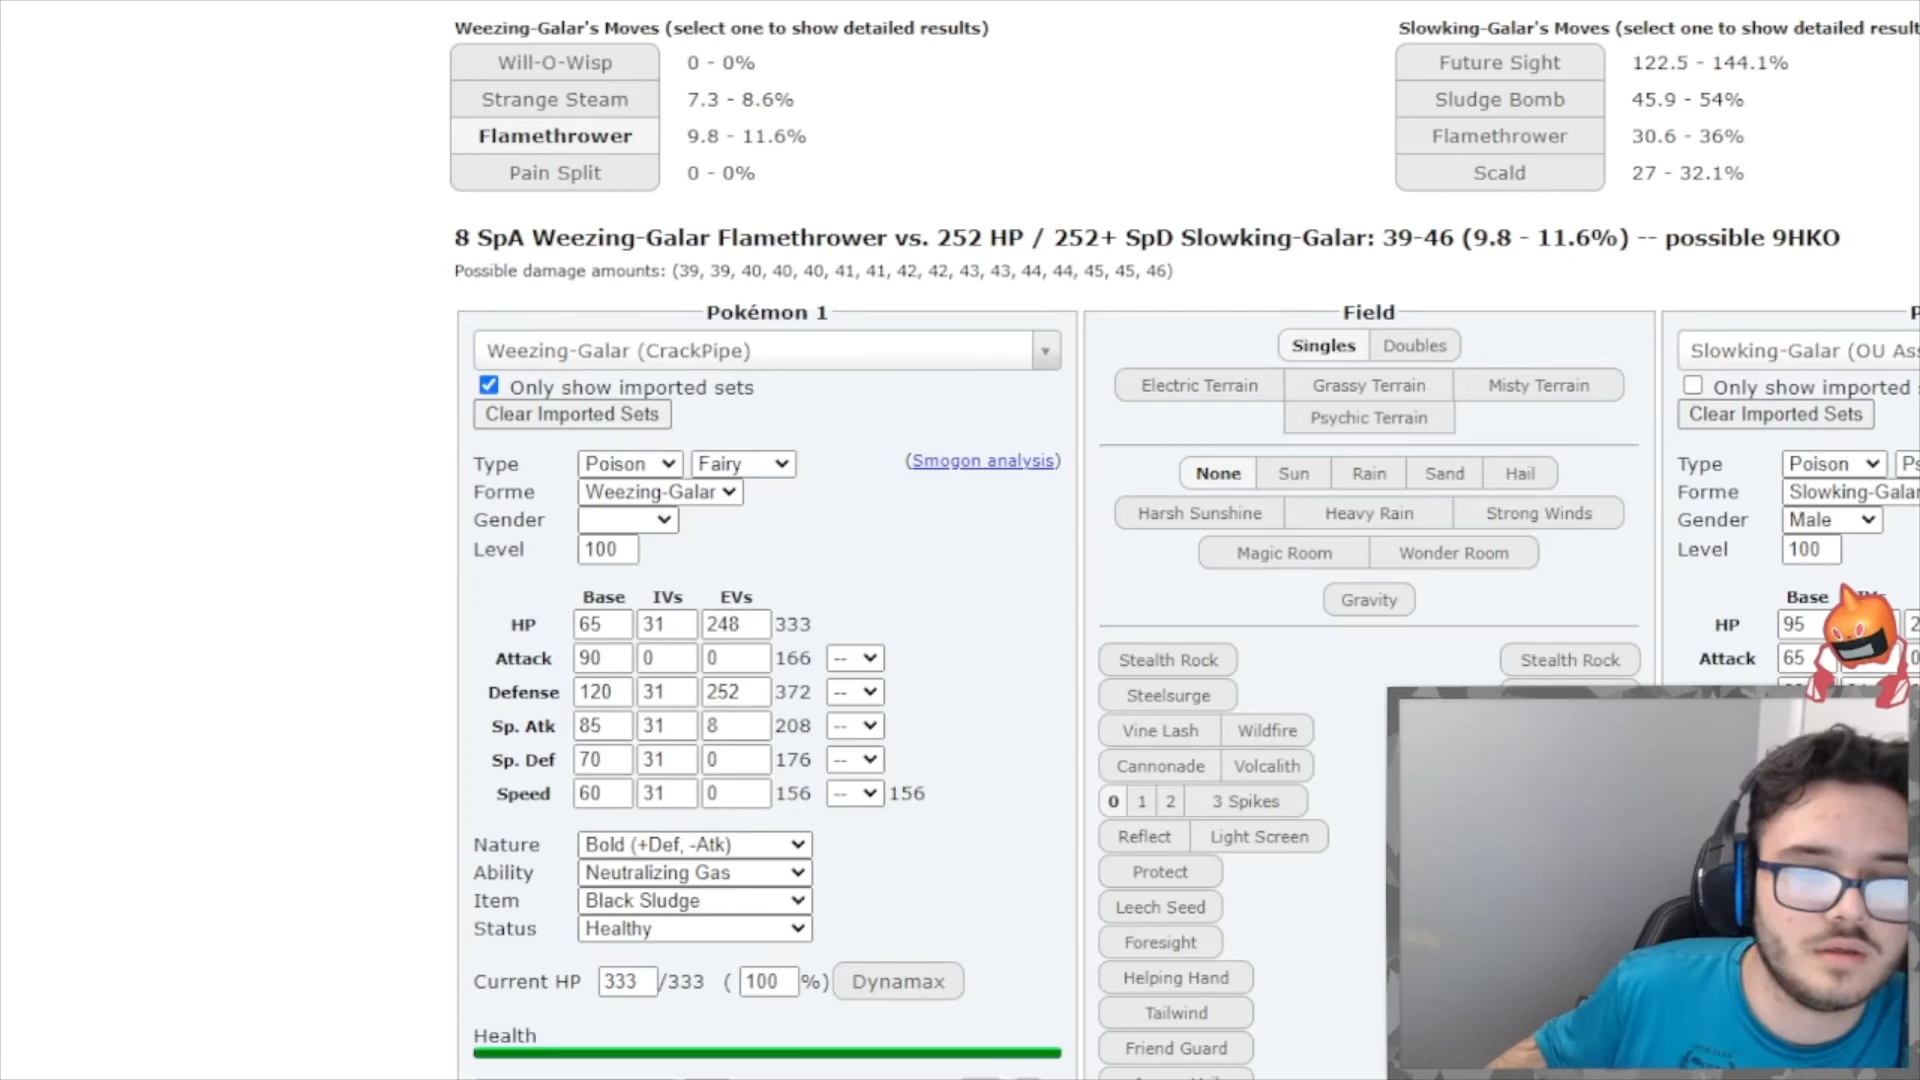 Weezing-Galar's Moves (select one to show detailed results)
Will-O-Wisp 0 - 0%
Strange Steam 7.3 - 8.6%
Flamethrower 9.8 - 11.6%
Pain Split 0 - 0%
Slowking-Galar's Moves (select one to show detailed result
Future Sight 122.5 - 144.1%
Sludge Bomb 45.9 - 54%
Flamethrower 30.6 - 36%
Scald 27 - 32.1%
8 SpA Weezing-Galar Flamethrower vs. 252 HP / 252+ SpD Slowking-Galar: 39-46 (9.8 - 11.6%) -- possible 9HKO
Possible damage amounts: (39, 39, 40, 40, 40, 41, 41, 42, 42, 43, 43, 44, 44, 45, 45, 46)
Pokémon 1
Weezing-Galar (CrackPipe)
Only show imported sets
Clear Imported Sets
Type Poison Fairy (Smogon analysis)
Forme Weezing-Galar
Gender
Level 100
Base IVs EVs
HP 65 31 248 333
Attack 90 0 0 166 --
Defense 120 31 252 372 --
Sp. Atk 85 31 8 208 --
Sp. Def 70 31 0 176 --
Speed 60 31 0 156 -- 156
Nature Bold (+Def, -Atk)
Ability Neutralizing Gas
Item Black Sludge
Status Healthy
Current HP 333 /333 ( 100 %) Dynamax
Health
Field
Singles Doubles
Electric Terrain Grassy Terrain Misty Terrain
Psychic Terrain
None Sun Rain Sand Hail
Harsh Sunshine Heavy Rain Strong Winds
Magic Room Wonder Room
Gravity
Stealth Rock Stealth Rock
Steelsurge
Vine Lash Wildfire
Cannonade Volcalith
0 1 2 3 Spikes
Reflect Light Screen
Protect
Leech Seed
Foresight
Helping Hand
Tailwind
Friend Guard
P
Slowking-Galar (OU Ass
Only show imported s
Clear Imported Sets
Type Poison Ps
Forme Slowking-Galar
Gender Male
Level 100
Base
HP 95 2
Attack 65 0